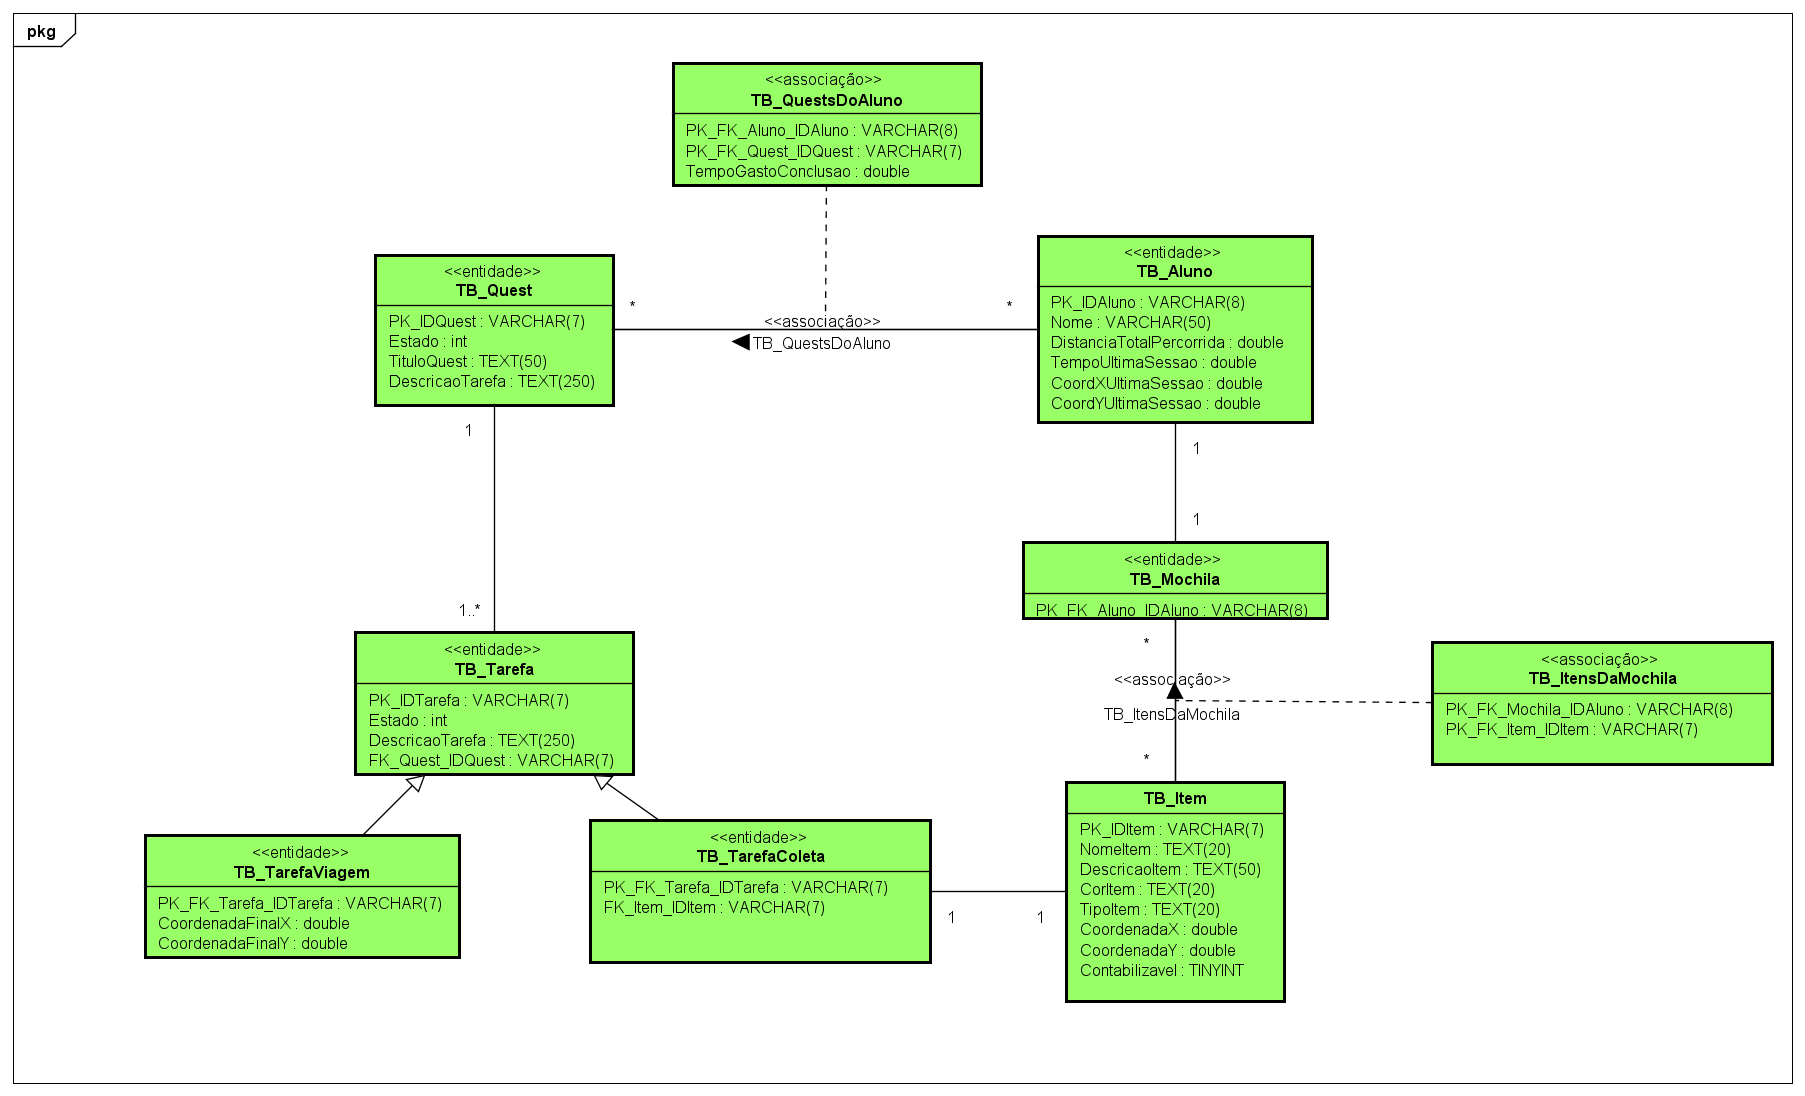 pkg
<<associação>>
TB_QuestsDoAluno
PK_FK_Aluno_IDAluno : VARCHAR(8)
PK_FK_Quest_IDQuest : VARCHAR(7)
TempoGastoConclusao : double
<<entidade>>
TB_Quest
PK_IDQuest : VARCHAR(7)
Estado : int
TituloQuest : TEXT(50)
DescricaoTarefa : TEXT(250)
*
*
<<associação>>
TB_QuestsDoAluno
<<entidade>>
TB_Aluno
PK_IDAluno : VARCHAR(8)
Nome : VARCHAR(50)
DistanciaTotalPercorrida : double
TempoUltimaSessao : double
CoordXUltimaSessao : double
CoordYUltimaSessao : double
1
1..*
1
1
<<entidade>>
TB_Mochila
PK_FK_Aluno_IDAluno : VARCHAR(8)
*
<<associação>>
TB_ItensDaMochila
*
<<associação>>
TB_ItensDaMochila
PK_FK_Mochila_IDAluno : VARCHAR(8)
PK_FK_Item_IDItem : VARCHAR(7)
<<entidade>>
TB_Tarefa
PK_IDTarefa : VARCHAR(7)
Estado : int
DescricaoTarefa : TEXT(250)
FK_Quest_IDQuest : VARCHAR(7)
<<entidade>>
TB_TarefaViagem
PK_FK_Tarefa_IDTarefa : VARCHAR(7)
CoordenadaFinalX : double
CoordenadaFinalY : double
<<entidade>>
TB_TarefaColeta
PK_FK_Tarefa_IDTarefa : VARCHAR(7)
FK_Item_IDItem : VARCHAR(7)
1
1
TB_Item
PK_IDItem : VARCHAR(7)
NomeItem : TEXT(20)
DescricaoItem : TEXT(50)
CorItem : TEXT(20)
TipoItem : TEXT(20)
CoordenadaX : double
CoordenadaY : double
Contabilizavel : TINYINT